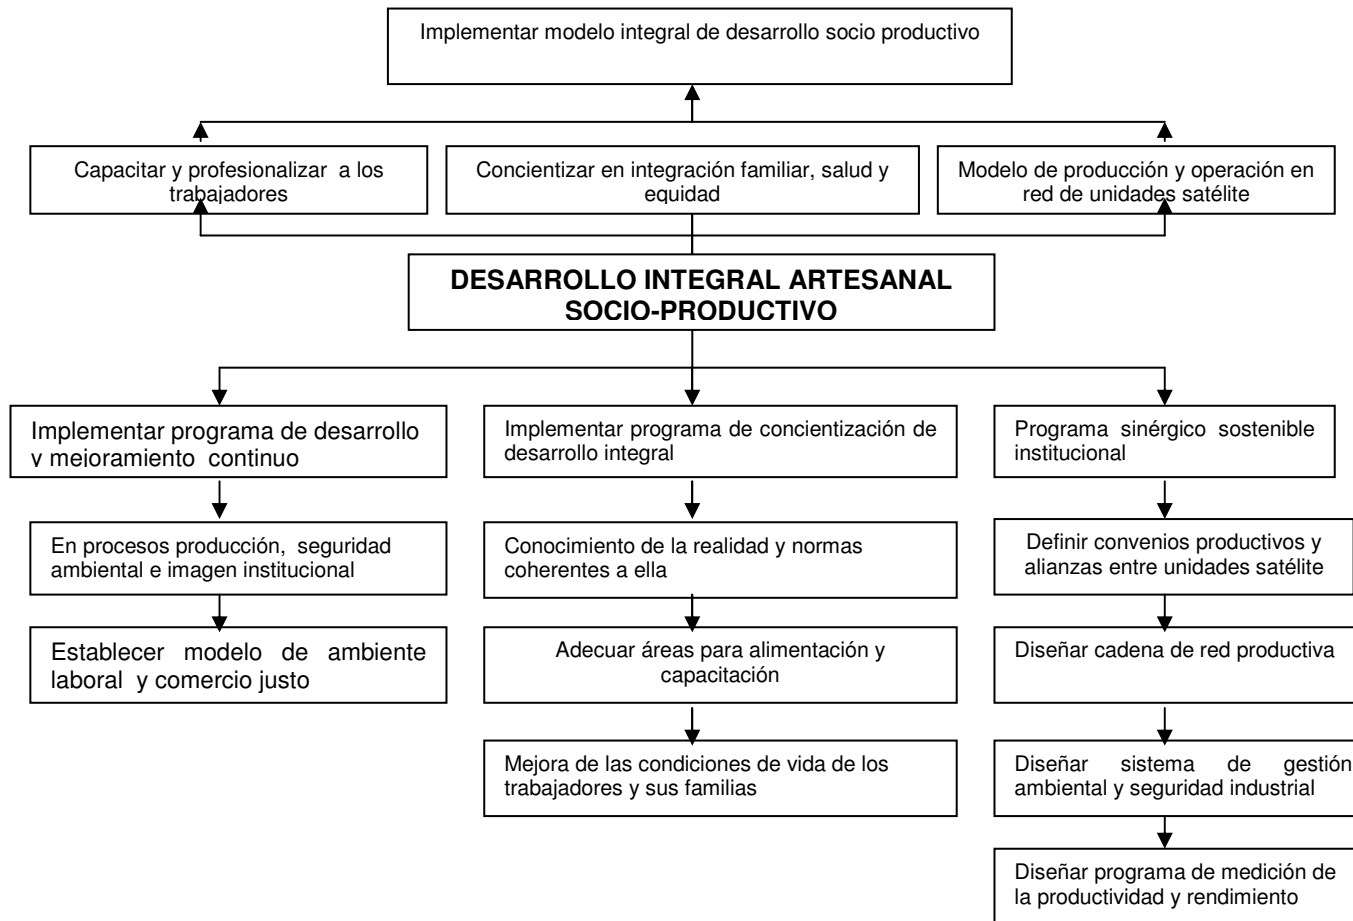 Implementar modelo integral de desarrollo socio productivo
Capacitar y profesionalizar a los
trabajadores
Concientizar en integración familiar, salud y
equidad
Modelo de producción y operación en
red de unidades satélite
DESARROLLO INTEGRAL ARTESANAL
SOCIO-PRODUCTIVO
Implementar programa de desarrollo
y mejoramiento continuo
Implementar programa de concientización de
desarrollo integral
Programa sinérgico sostenible
institucional
En procesos producción, seguridad
ambiental e imagen institucional
Conocimiento de la realidad y normas
coherentes a ella
Definir convenios productivos y
alianzas entre unidades satélite
Establecer modelo de ambiente
laboral y comercio justo
Adecuar áreas para alimentación y
capacitación
Diseñar cadena de red productiva
Mejora de las condiciones de vida de los
trabajadores y sus familias
Diseñar sistema de gestión
ambiental y seguridad industrial
Diseñar programa de medición de
la productividad y rendimiento